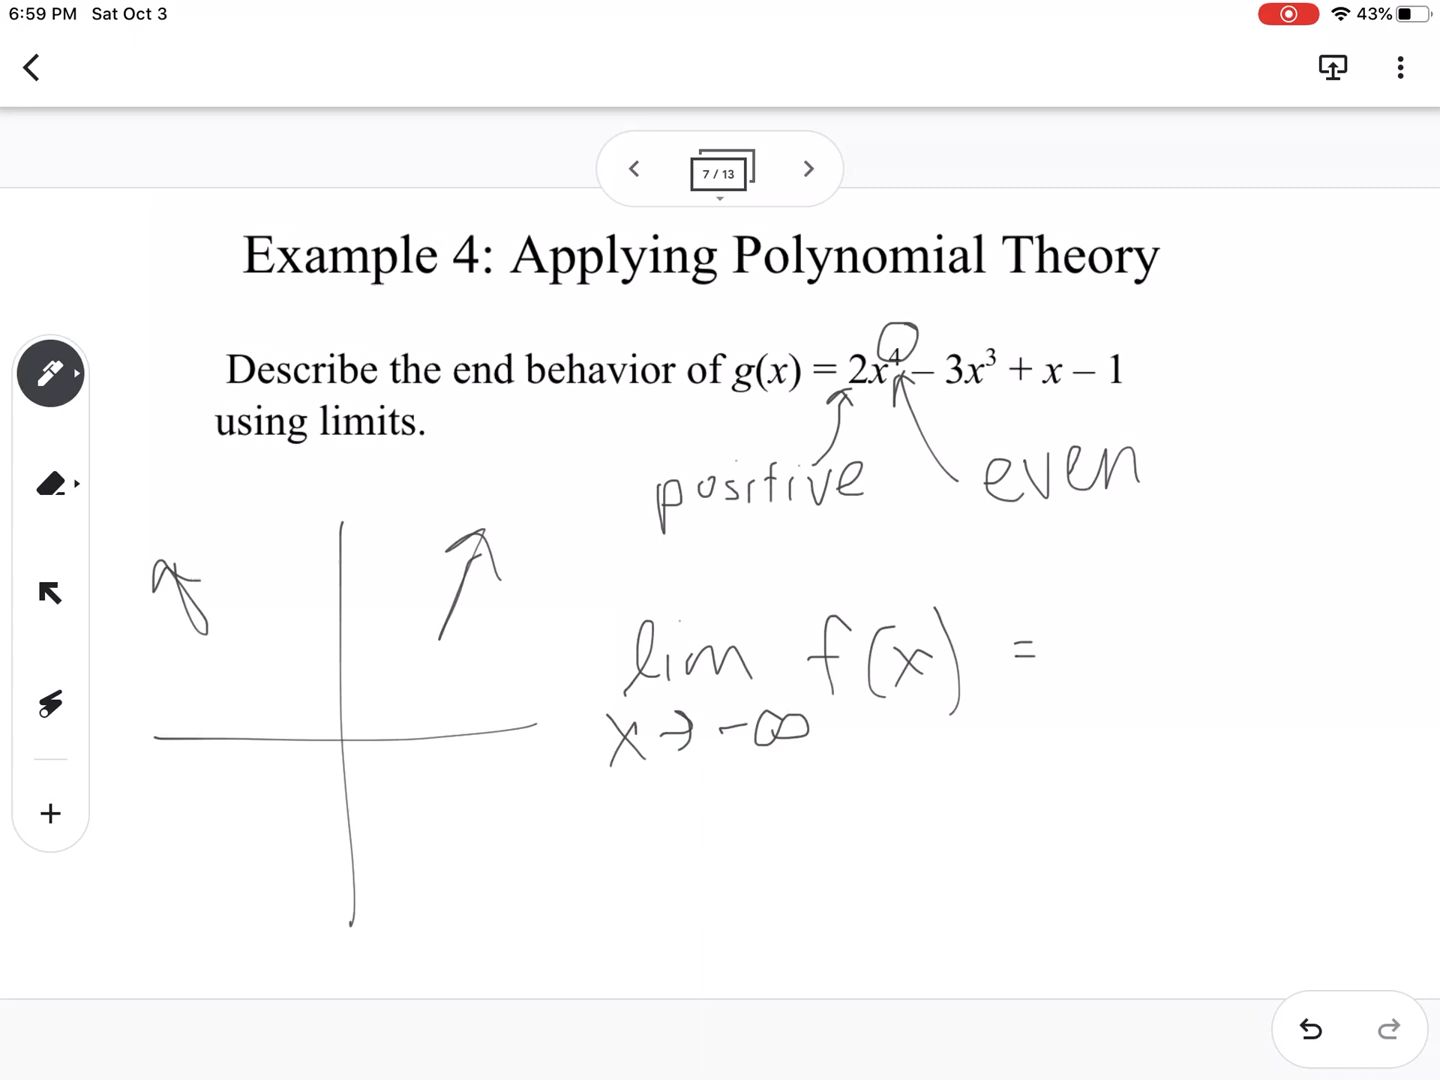 6:59 PM Sat Oct 3
43%
7 / 13
Example 4: Applying Polynomial Theory
Describe the end behavior of g(x) = 2x⁴ – 3x³ + x – 1
using limits.
positive even
lim f(x) =
x → -∞